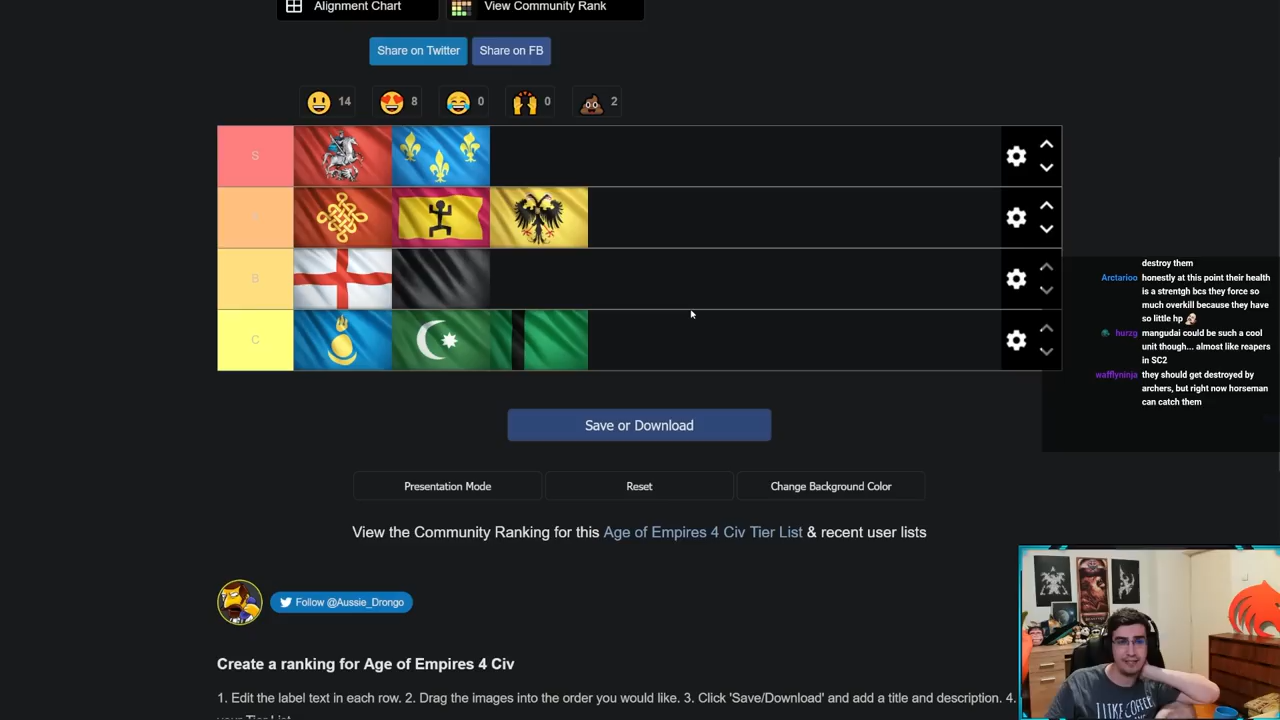 Alignment Chart
View Community Rank
Share on Twitter
Share on FB
14
8
0
0
2
S
B
C
destroy them
Arctarioo honestly at this point their health
is a strentgh bcs they force so
much overkill because they have
so little hp
hurzg mangudai could be such a cool
unit though... almost like reapers
in SC2
wafflyninja they should get destroyed by
archers, but right now horseman
can catch them
Save or Download
Presentation Mode
Reset
Change Background Color
View the Community Ranking for this Age of Empires 4 Civ Tier List & recent user lists
Follow @Aussie_Drongo
Create a ranking for Age of Empires 4 Civ
1. Edit the label text in each row. 2. Drag the images into the order you would like. 3. Click 'Save/Download' and add a title and description. 4.
your Tier List
I LIKE COFFEE